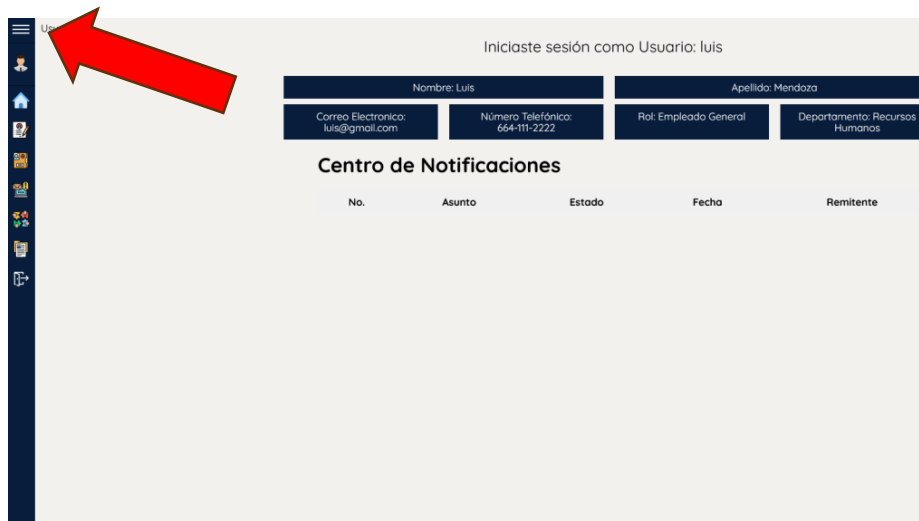 Iniciaste sesión como Usuario: luis
Nombre: Luis
Apellido: Mendoza
Correo Electronico:
luis@gmail.com
Número Telefónico:
664-111-2222
Rol: Empleado General
Departamento: Recursos
Humanos
Centro de Notificaciones
No. Asunto Estado Fecha Remitente